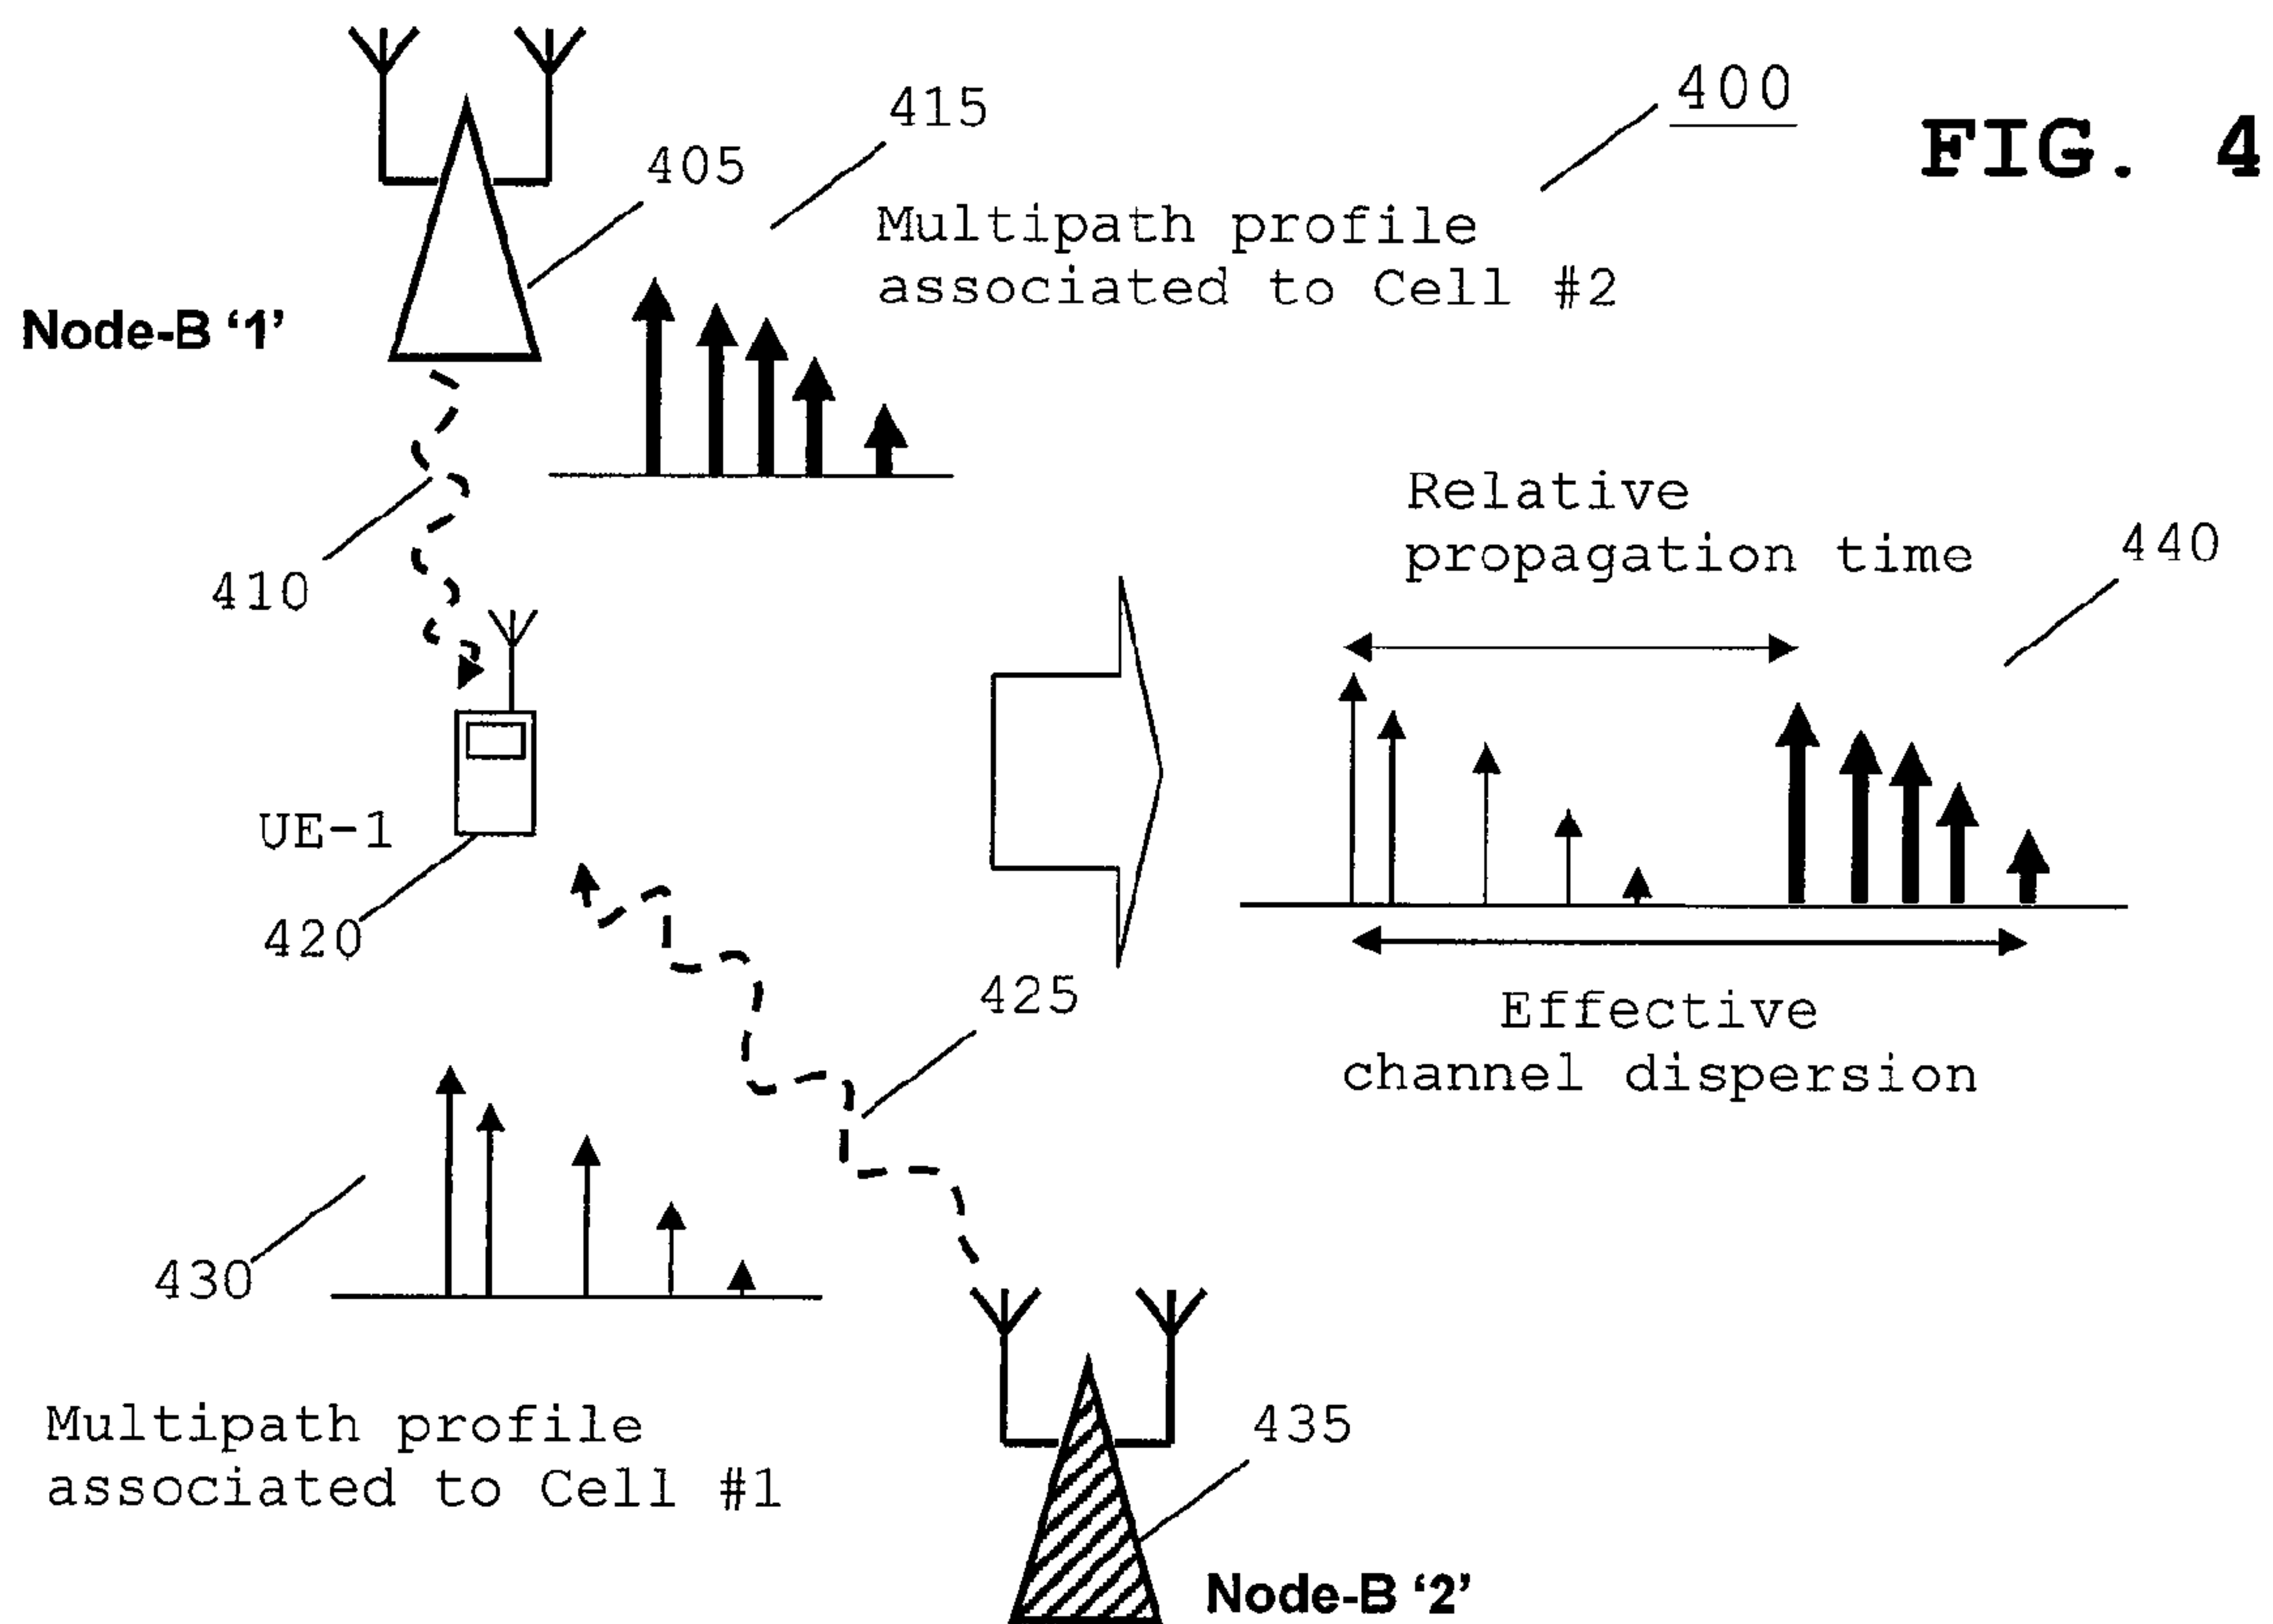 400
FIG. 4
415
405
Multipath profile
associated to Cell #2
Node-B ‘1’
410
Relative
propagation time
440
UE-1
420
425
Effective
channel dispersion
430
Multipath profile
associated to Cell #1
435
Node-B ‘2’